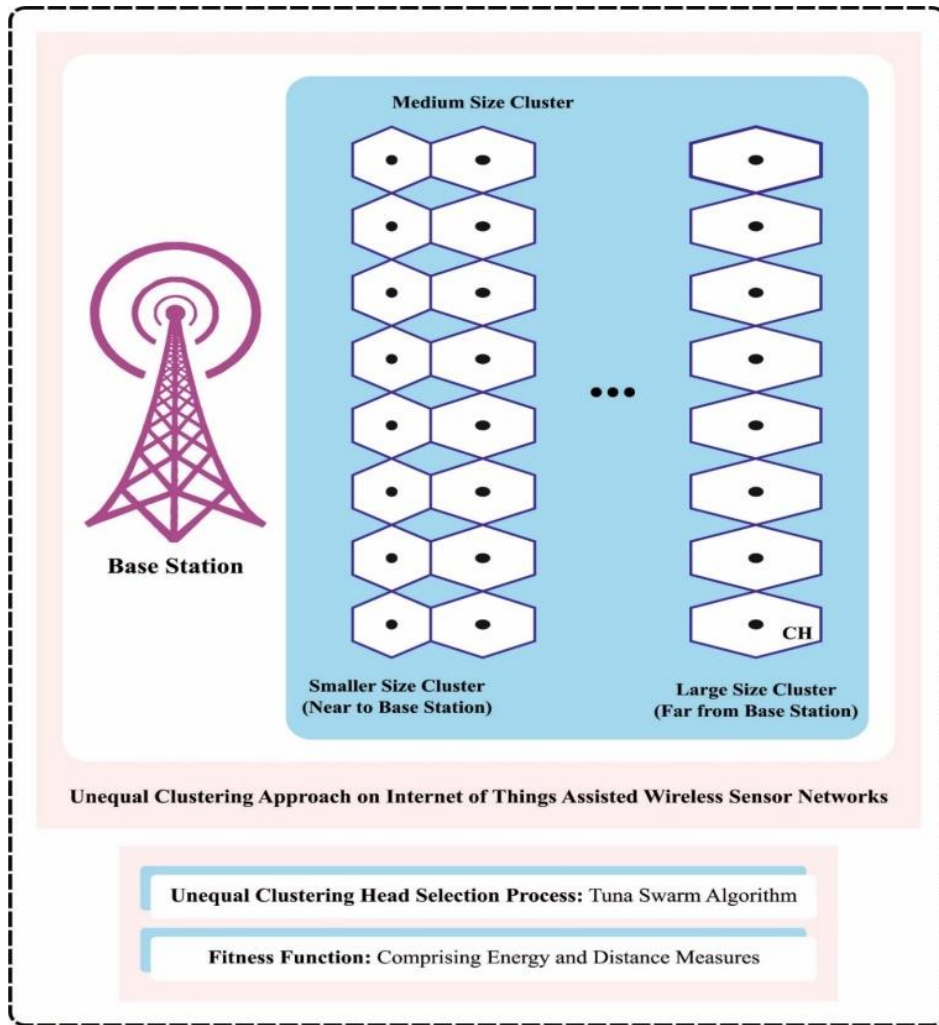 Medium Size Cluster
Base Station
CH
Smaller Size Cluster
(Near to Base Station)
Large Size Cluster
(Far from Base Station)
Unequal Clustering Approach on Internet of Things Assisted Wireless Sensor Networks
Unequal Clustering Head Selection Process: Tuna Swarm Algorithm
Fitness Function: Comprising Energy and Distance Measures